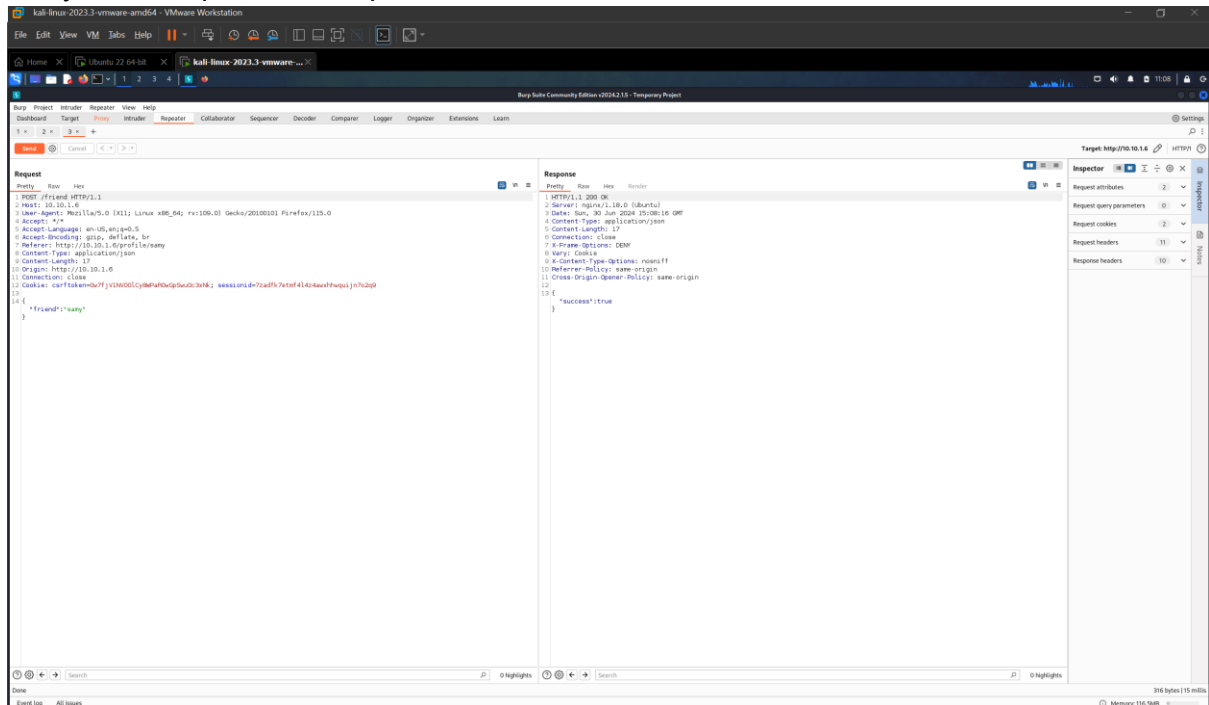 kali-linux-2023.3-vmware-amd64 - VMware Workstation
File Edit View VM Tabs Help
Home Ubuntu 22 64-bit kali-linux-2023.3-vmware-...
1 2 3 4 11:08
Burp Suite Community Edition v2024.2.1.5 - Temporary Project
Burp Project Intruder Repeater View Help
Dashboard Target Proxy Intruder Repeater Collaborator Sequencer Decoder Comparer Logger Organizer Extensions Learn Settings
1 × 2 × 3 × +
Send Cancel Target: http://10.10.1.6 HTTP/1
Request
Pretty Raw Hex
1 POST /friend HTTP/1.1
2 Host: 10.10.1.6
3 User-Agent: Mozilla/5.0 (X11; Linux x86_64; rv:109.0) Gecko/20100101 Firefox/115.0
4 Accept: */*
5 Accept-Language: en-US,en;q=0.5
6 Accept-Encoding: gzip, deflate, br
7 Referer: http://10.10.1.6/profile/samy
8 Content-Type: application/json
9 Content-Length: 17
10 Origin: http://10.10.1.6
11 Connection: close
12 Cookie: csrftoken= sessionid=
13
14 {
"friend":"samy"
}
Response
Pretty Raw Hex Render
1 HTTP/1.1 200 OK
2 Server: nginx/1.18.0 (Ubuntu)
3 Date: Sun, 30 Jun 2024 15:08:16 GMT
4 Content-Type: application/json
5 Content-Length: 17
6 Connection: close
7 X-Frame-Options: DENY
8 Vary: Cookie
9 X-Content-Type-Options: nosniff
10 Referrer-Policy: same-origin
11 Cross-Origin-Opener-Policy: same-origin
12
13 {
"success":true
}
Inspector
Request attributes 2
Request query parameters 0
Request cookies 2
Request headers 11
Response headers 10
Inspector
Notes
Search 0 highlights
Search 0 highlights
Done 316 bytes | 15 millis
Event log All issues Memory: 116.5MB